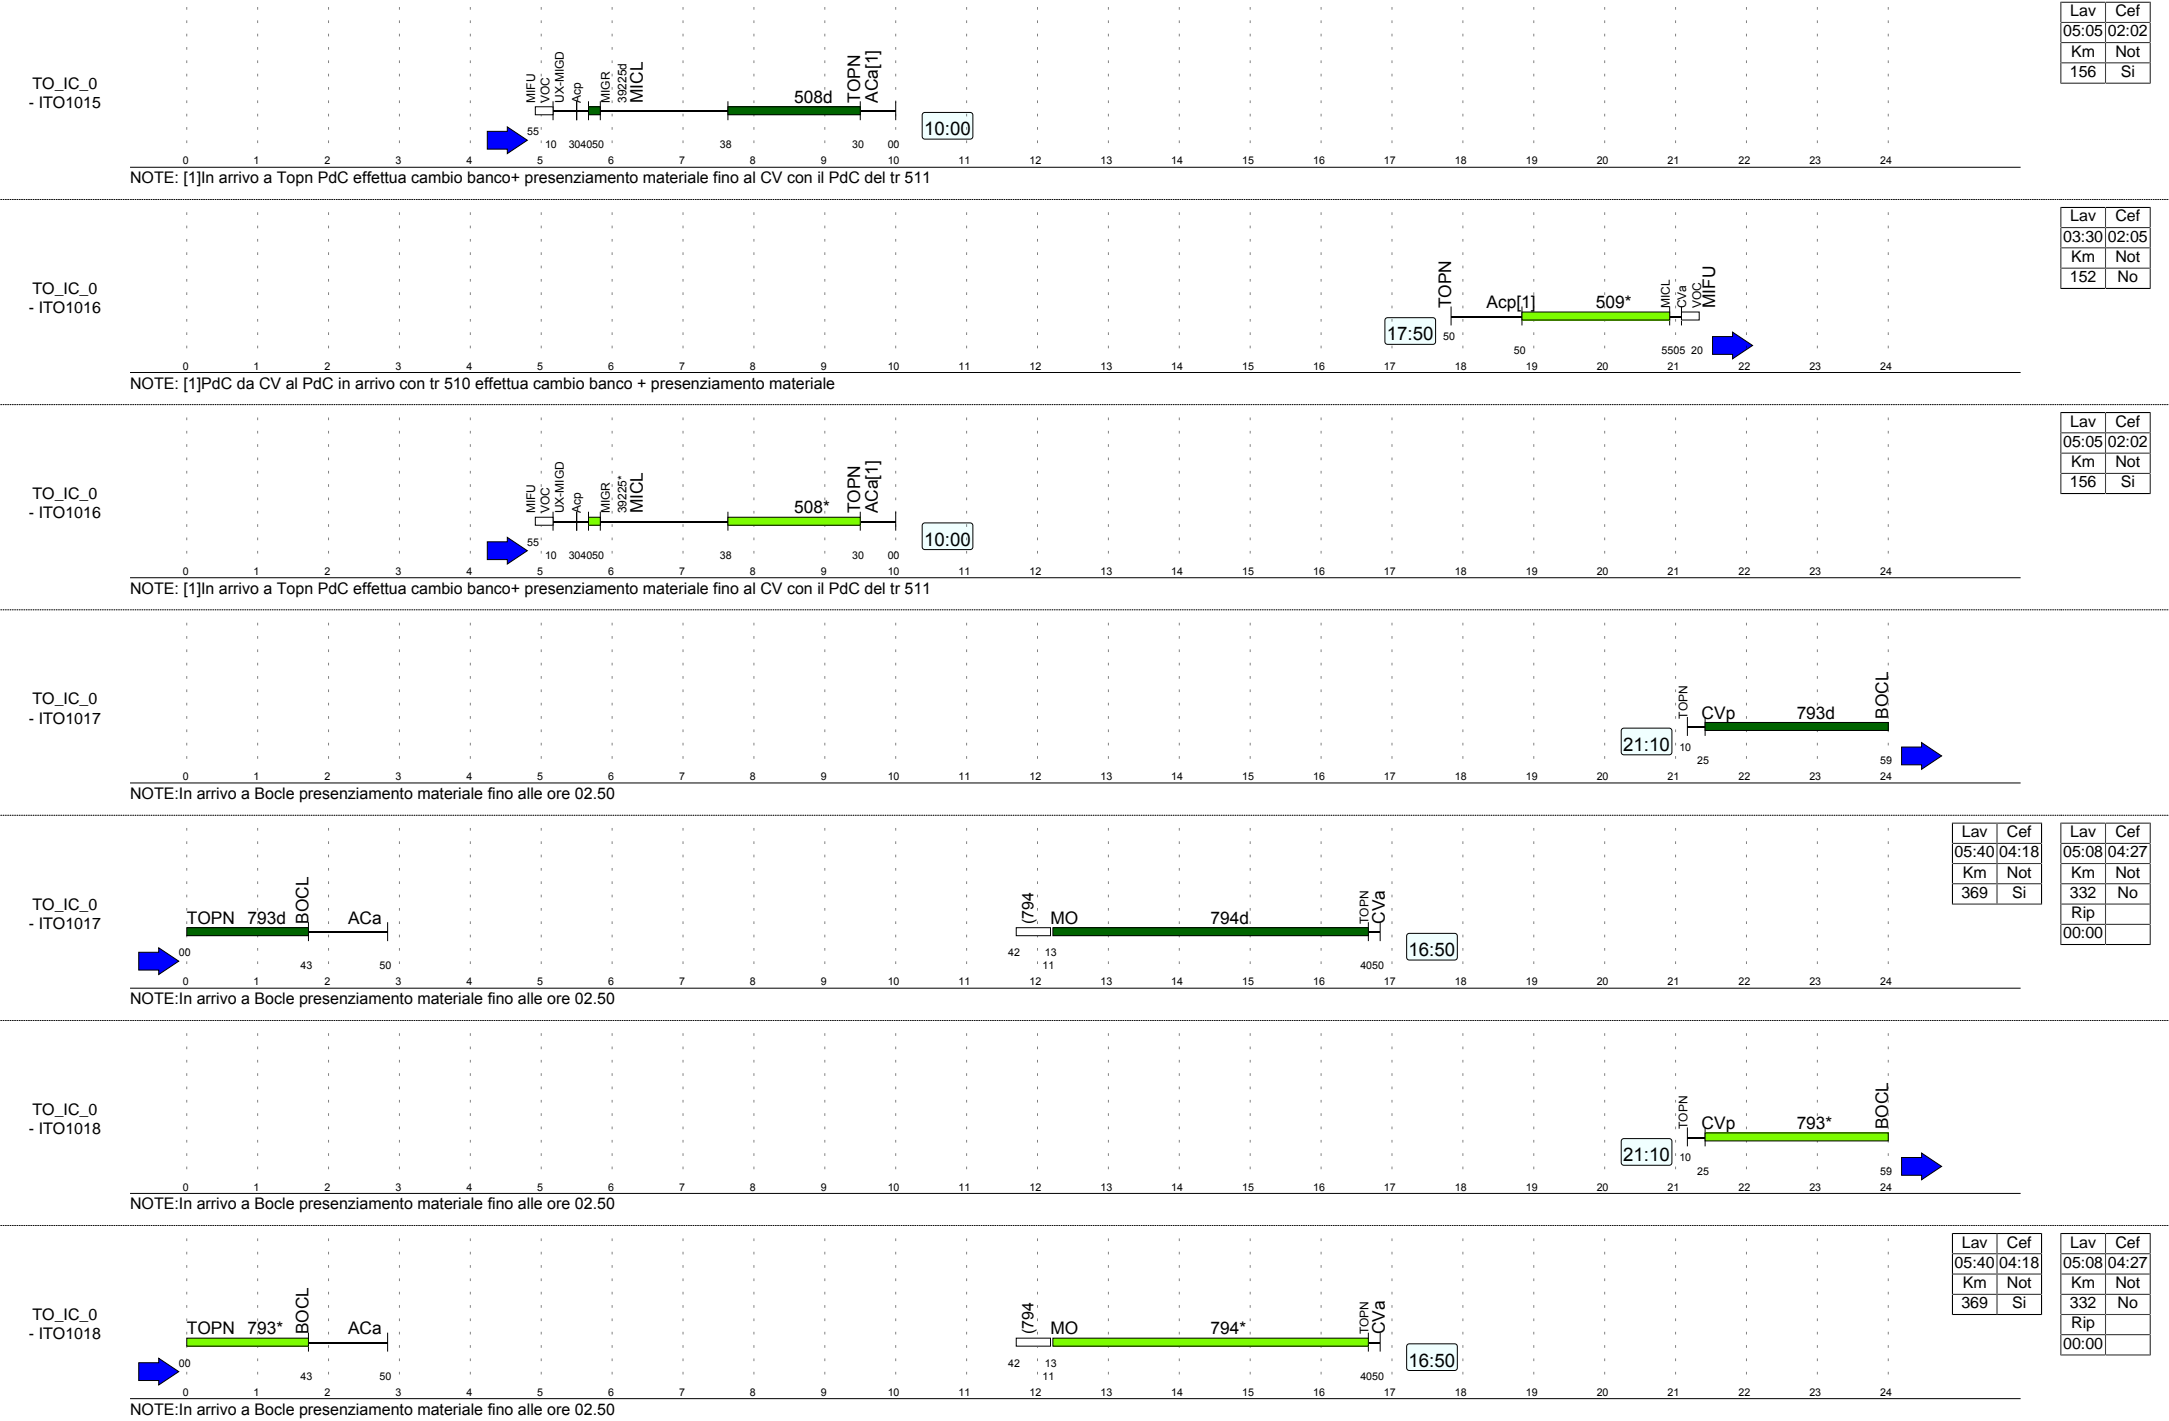 Lav Cef
05:05 02:02
Km Not
156 Si
TO_IC_0
- ITO1015
MIFU VOC UX-MIGD Acp MIGR 39225d MICL 508d TOPN ACa[1]
55 10 30 40 50 38 30 00
10:00
0 1 2 3 4 5 6 7 8 9 10 11 12 13 14 15 16 17 18 19 20 21 22 23 24
NOTE: [1]In arrivo a Topn PdC effettua cambio banco+ presenziamento materiale fino al CV con il PdC del tr 511
Lav Cef
03:30 02:05
Km Not
152 No
TO_IC_0
- ITO1016
TOPN Acp[1] 509* MICL CVa VOC MIFU
17:50
50 50 55 05 20
0 1 2 3 4 5 6 7 8 9 10 11 12 13 14 15 16 17 18 19 20 21 22 23 24
NOTE: [1]PdC da CV al PdC in arrivo con tr 510 effettua cambio banco + presenziamento materiale
Lav Cef
05:05 02:02
Km Not
156 Si
TO_IC_0
- ITO1016
MIFU VOC UX-MIGD Acp MIGR 39225* MICL 508* TOPN ACa[1]
55 10 30 40 50 38 30 00
10:00
0 1 2 3 4 5 6 7 8 9 10 11 12 13 14 15 16 17 18 19 20 21 22 23 24
NOTE: [1]In arrivo a Topn PdC effettua cambio banco+ presenziamento materiale fino al CV con il PdC del tr 511
TO_IC_0
- ITO1017
TOPN CVp 793d BOCL
21:10
10 25 59
0 1 2 3 4 5 6 7 8 9 10 11 12 13 14 15 16 17 18 19 20 21 22 23 24
NOTE:In arrivo a Bocle presenziamento materiale fino alle ore 02.50
Lav Cef Lav Cef
05:40 04:18 05:08 04:27
Km Not Km Not
369 Si 332 No
Rip
00:00
TO_IC_0
- ITO1017
TOPN 793d BOCL ACa (794 MO 794d TOPN CVa
00 43 50 42 13 11 40 50
16:50
0 1 2 3 4 5 6 7 8 9 10 11 12 13 14 15 16 17 18 19 20 21 22 23 24
NOTE:In arrivo a Bocle presenziamento materiale fino alle ore 02.50
TO_IC_0
- ITO1018
TOPN CVp 793* BOCL
21:10
10 25 59
0 1 2 3 4 5 6 7 8 9 10 11 12 13 14 15 16 17 18 19 20 21 22 23 24
NOTE:In arrivo a Bocle presenziamento materiale fino alle ore 02.50
Lav Cef Lav Cef
05:40 04:18 05:08 04:27
Km Not Km Not
369 Si 332 No
Rip
00:00
TO_IC_0
- ITO1018
TOPN 793* BOCL ACa (794 MO 794* TOPN CVa
00 43 50 42 13 11 40 50
16:50
0 1 2 3 4 5 6 7 8 9 10 11 12 13 14 15 16 17 18 19 20 21 22 23 24
NOTE:In arrivo a Bocle presenziamento materiale fino alle ore 02.50